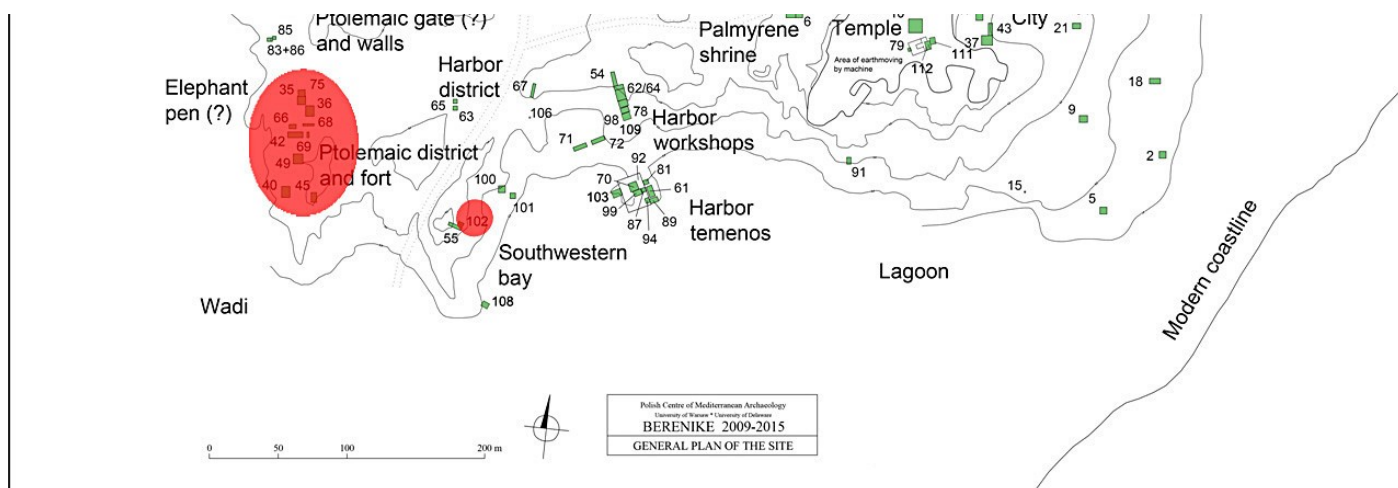 85
83+86
Ptolemaic gate (?)
and walls
Palmyrene
shrine
6
Temple
City
43
37
21
79
111
112
Area of earthmoving
by machine
18
9
2
5
15
91
Elephant
pen (?)
35
75
36
66
68
42
69
49
40
45
Ptolemaic district
and fort
Harbor
district
65
63
67
106
54
62/64
78
98
109
71
72
Harbor
workshops
92
81
70
61
103
99
87
89
94
Harbor
temenos
100
101
102
55
Southwestern
bay
108
Wadi
Lagoon
Modern coastline
0
50
100
200 m
Polish Centre of Mediterranean Archaeology
University of Warsaw * University of Delaware
BERENIKE 2009-2015
GENERAL PLAN OF THE SITE